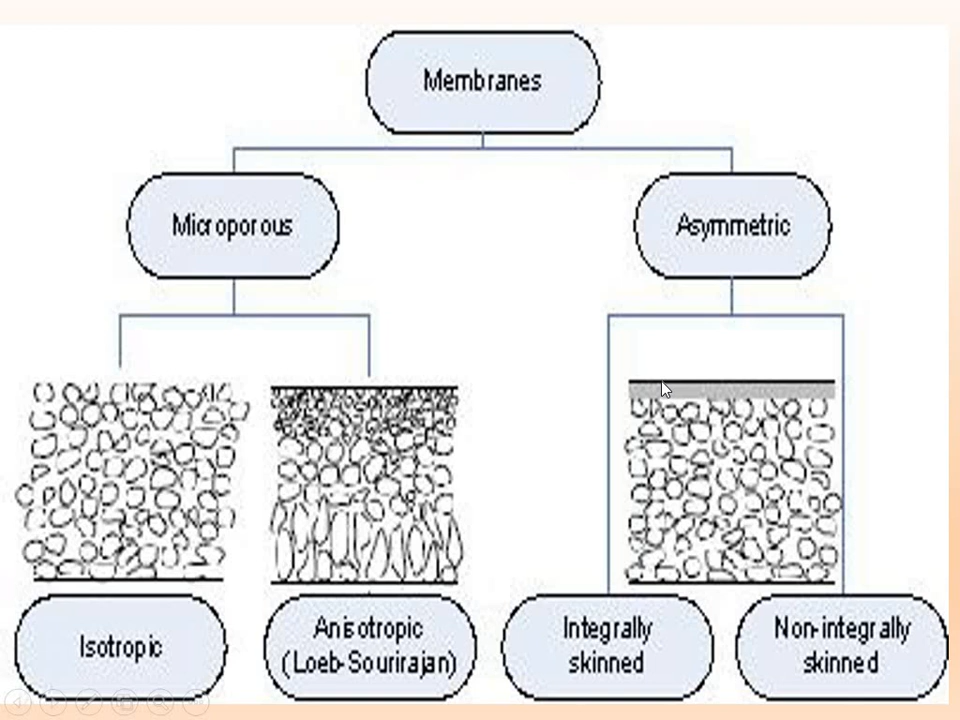 Membranes
Microporous
Asymmetric
Isotropic
Anisotropic
(Loeb-Sourirajan)
Integrally
skinned
Non-integrally
skinned